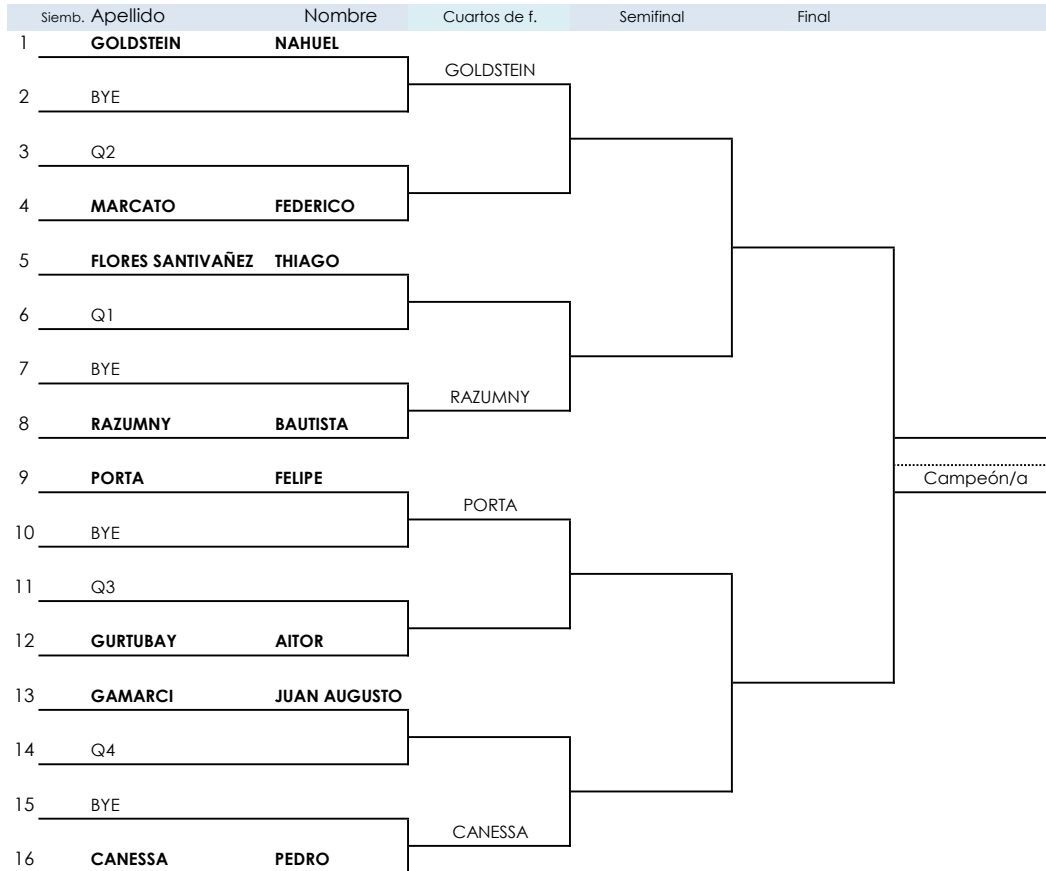 Siemb. Apellido Nombre Cuartos de f. Semifinal Final
1 GOLDSTEIN NAHUEL
GOLDSTEIN
2 BYE
3 Q2
4 MARCATO FEDERICO
5 FLORES SANTIVAÑEZ THIAGO
6 Q1
7 BYE
RAZUMNY
8 RAZUMNY BAUTISTA
9 PORTA FELIPE
Campeón/a
PORTA
10 BYE
11 Q3
12 GURTUBAY AITOR
13 GAMARCI JUAN AUGUSTO
14 Q4
15 BYE
CANESSA
16 CANESSA PEDRO